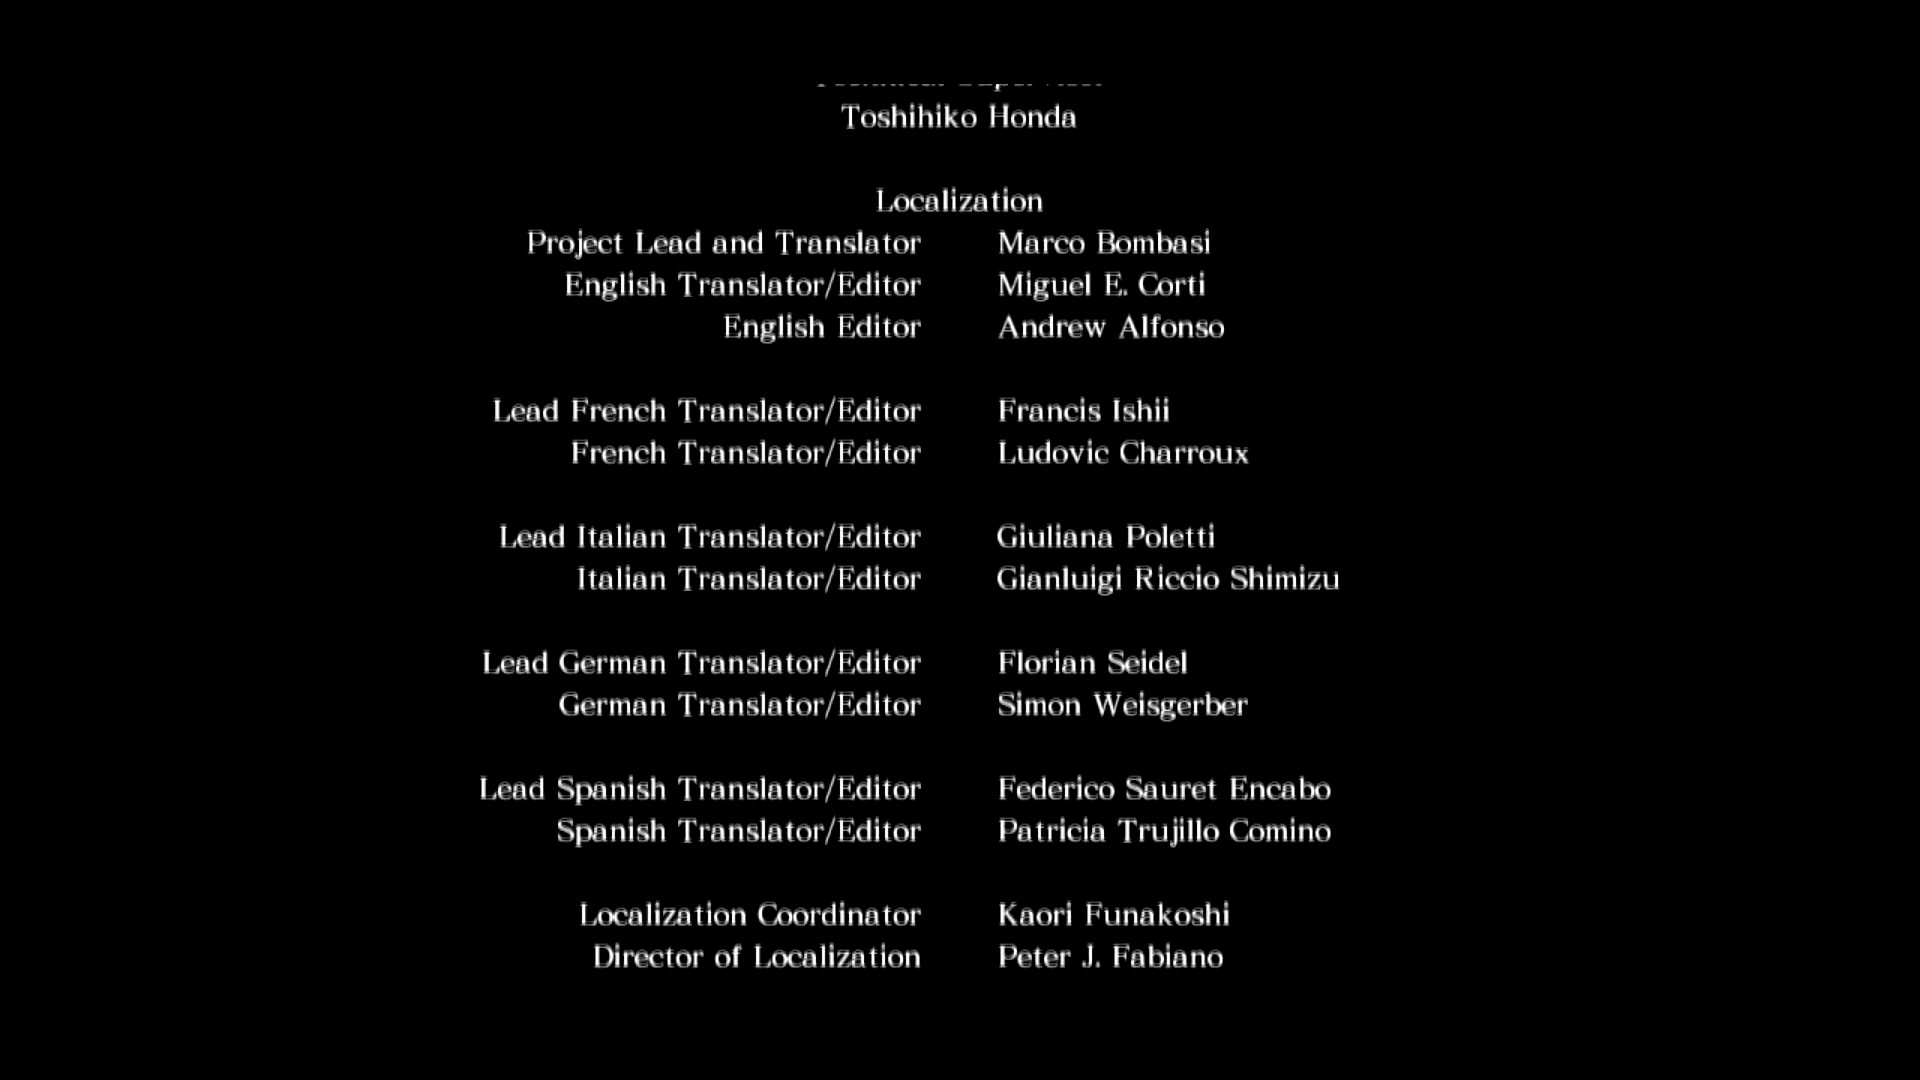 Toshihiko Honda
Localization
Project Lead and Translator Marco Bombasi
English Translator/Editor Miguel E. Corti
English Editor Andrew Alfonso
Lead French Translator/Editor Francis Ishii
French Translator/Editor Ludovic Charroux
Lead Italian Translator/Editor Giuliana Poletti
Italian Translator/Editor Gianluigi Riccio Shimizu
Lead German Translator/Editor Florian Seidel
German Translator/Editor Simon Weisgerber
Lead Spanish Translator/Editor Federico Sauret Encabo
Spanish Translator/Editor Patricia Trujillo Comino
Localization Coordinator Kaori Funakoshi
Director of Localization Peter J. Fabiano